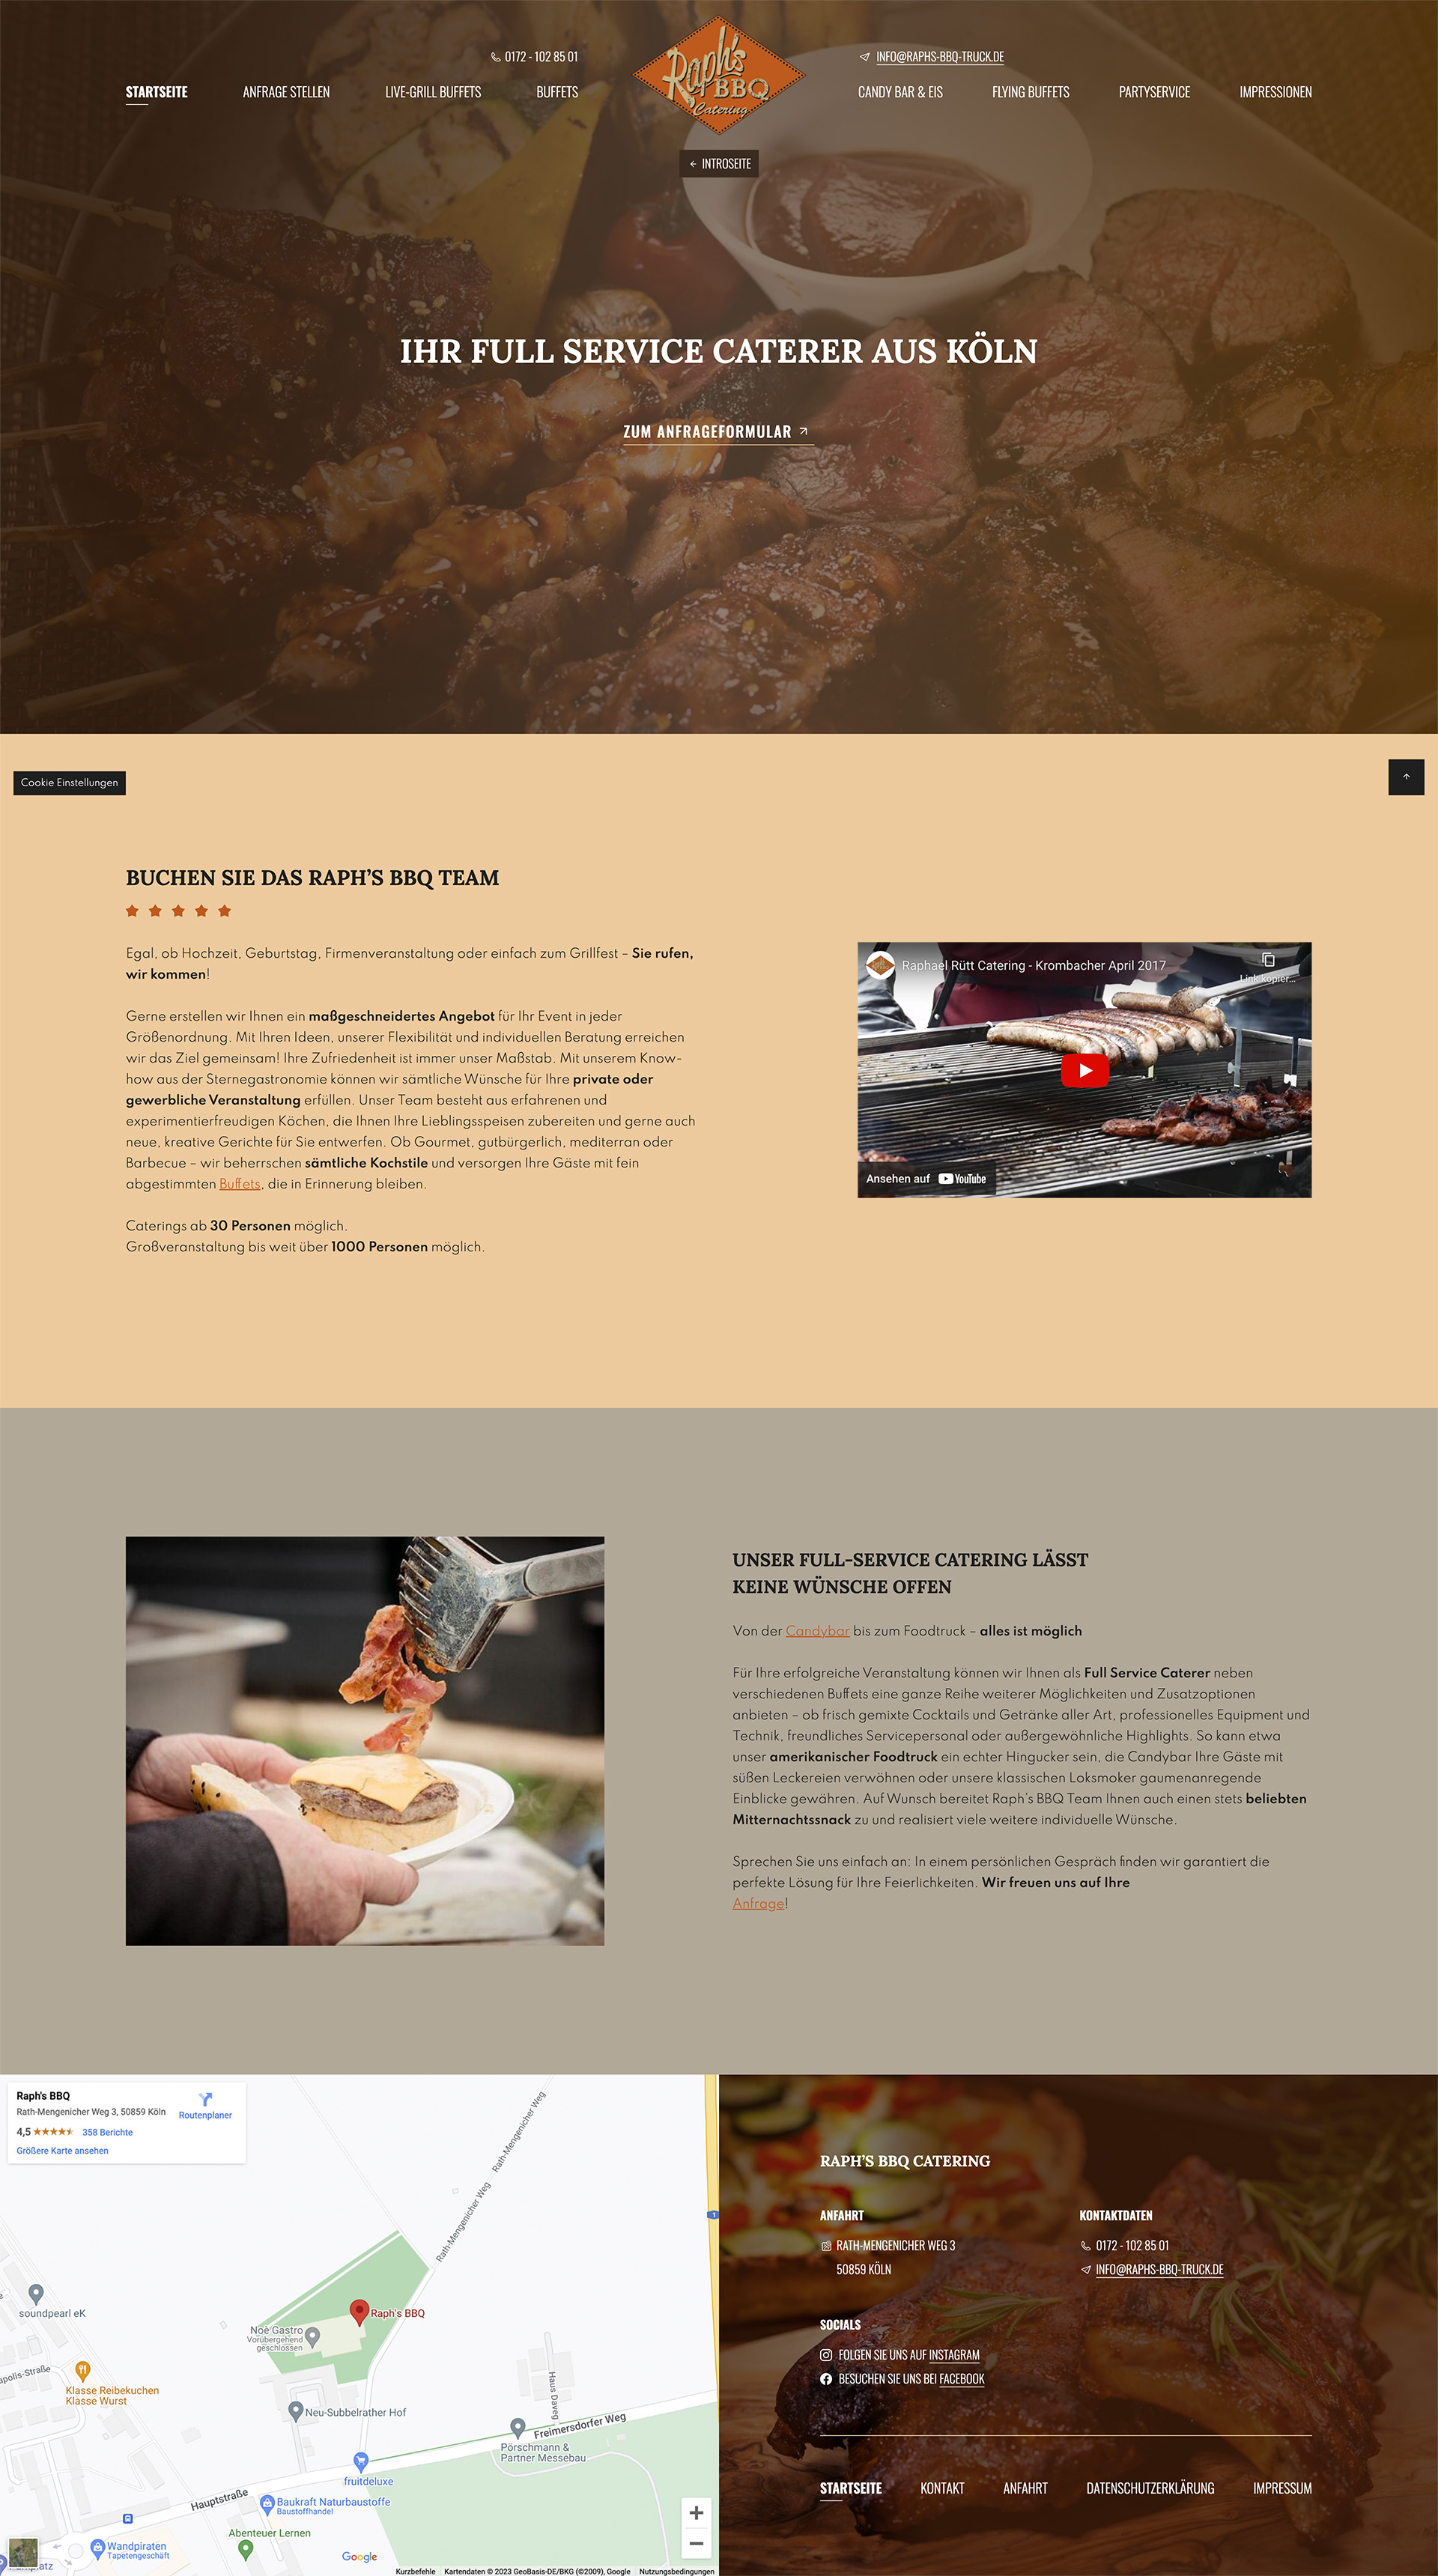 0172 - 102 85 01
Raph's
BBQ
Catering
INFO@RAPHS-BBQ-TRUCK.DE
STARTSEITE ANFRAGE STELLEN LIVE-GRILL BUFFETS BUFFETS CANDY BAR & EIS FLYING BUFFETS PARTYSERVICE IMPRESSIONEN
INTROSEITE
IHR FULL SERVICE CATERER AUS KÖLN
ZUM ANFRAGEFORMULAR
Cookie Einstellungen
BUCHEN SIE DAS RAPH’S BBQ TEAM
Egal, ob Hochzeit, Geburtstag, Firmenveranstaltung oder einfach zum Grillfest – Sie rufen,
wir kommen!
Gerne erstellen wir Ihnen ein maßgeschneidertes Angebot für Ihr Event in jeder
Größenordnung. Mit Ihren Ideen, unserer Flexibilität und individuellen Beratung erreichen
wir das Ziel gemeinsam! Ihre Zufriedenheit ist immer unser Maßstab. Mit unserem Know-
how aus der Sternegastronomie können wir sämtliche Wünsche für Ihre private oder
gewerbliche Veranstaltung erfüllen. Unser Team besteht aus erfahrenen und
experimentierfreudigen Köchen, die Ihnen Ihre Lieblingsspeisen zubereiten und gerne auch
neue, kreative Gerichte für Sie entwerfen. Ob Gourmet, gutbürgerlich, mediterran oder
Barbecue – wir beherrschen sämtliche Kochstile und versorgen Ihre Gäste mit fein
abgestimmten Buffets, die in Erinnerung bleiben.
Caterings ab 30 Personen möglich.
Großveranstaltung bis weit über 1000 Personen möglich.
Raphael Rütt Catering - Krombacher April 2017
Link kopier...
Ansehen auf YouTube
UNSER FULL-SERVICE CATERING LÄSST
KEINE WÜNSCHE OFFEN
Von der Candybar bis zum Foodtruck – alles ist möglich
Für Ihre erfolgreiche Veranstaltung können wir Ihnen als Full Service Caterer neben
verschiedenen Buffets eine ganze Reihe weiterer Möglichkeiten und Zusatzoptionen
anbieten – ob frisch gemixte Cocktails und Getränke aller Art, professionelles Equipment und
Technik, freundliches Servicepersonal oder außergewöhnliche Highlights. So kann etwa
unser amerikanischer Foodtruck ein echter Hingucker sein, die Candybar Ihre Gäste mit
süßen Leckereien verwöhnen oder unsere klassischen Loksmoker gaumenanregende
Einblicke gewähren. Auf Wunsch bereitet Raph’s BBQ Team Ihnen auch einen stets beliebten
Mitternachtssnack zu und realisiert viele weitere individuelle Wünsche.
Sprechen Sie uns einfach an: In einem persönlichen Gespräch finden wir garantiert die
perfekte Lösung für Ihre Feierlichkeiten. Wir freuen uns auf Ihre
Anfrage!
Raph's BBQ
Rath-Mengenicher Weg 3, 50859 Köln
Routenplaner
4,5 358 Berichte
Größere Karte ansehen
Rath-Mengenicher Weg
Rath-Mengenicher Weg
1
Raph's BBQ
soundpearl eK
Noé Gastro
Vorübergehend
geschlossen
apolis-Straße
Klasse Reibekuchen
Klasse Wurst
Haus Daveg
Neu-Subbelrather Hof
Freimersdorfer Weg
Pörschmann &
Partner Messebau
fruitdeluxe
Hauptstraße
Baukraft Naturbaustoffe
Baustoffhandel
Abenteuer Lernen
Wandpiraten
Tapetengeschäft
Google
Kurzbefehle Kartendaten © 2023 GeoBasis-DE/BKG (©2009), Google Nutzungsbedingungen
RAPH’S BBQ CATERING
ANFAHRT
RATH-MENGENICHER WEG 3
50859 KÖLN
KONTAKTDATEN
0172 - 102 85 01
INFO@RAPHS-BBQ-TRUCK.DE
SOCIALS
FOLGEN SIE UNS AUF INSTAGRAM
BESUCHEN SIE UNS BEI FACEBOOK
STARTSEITE KONTAKT ANFAHRT DATENSCHUTZERKLÄRUNG IMPRESSUM